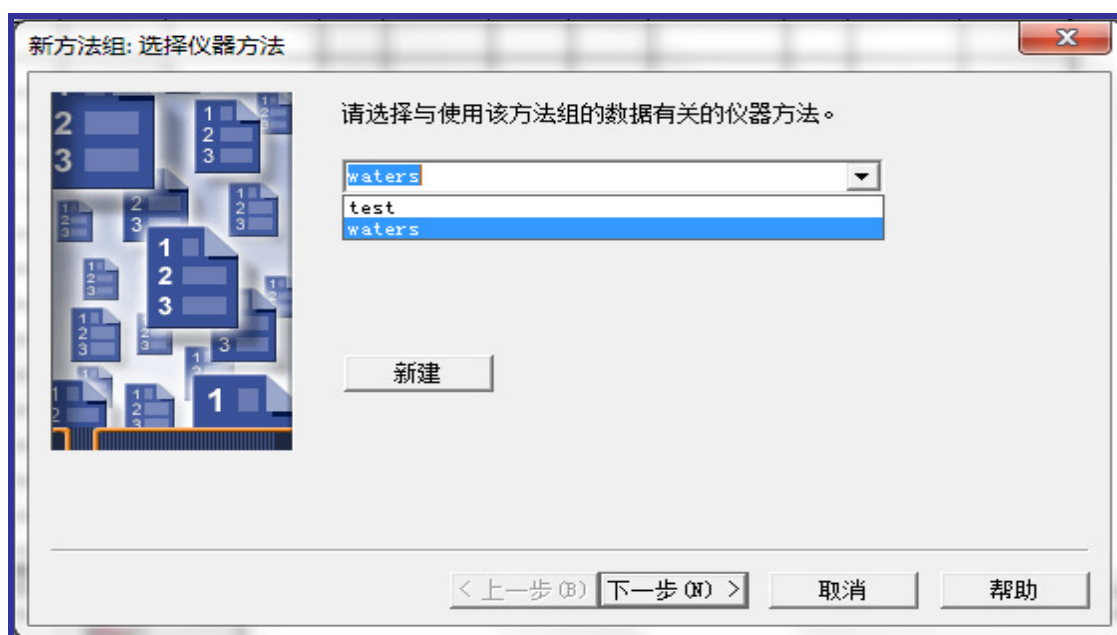 新方法组: 选择仪器方法
请选择与使用该方法组的数据有关的仪器方法。
waters
test
waters
新建
< 上一步(B)
下一步(N) >
取消
帮助